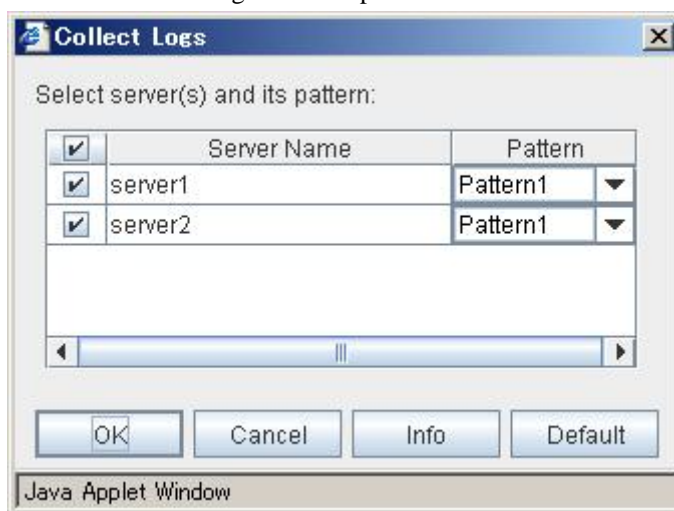 Collect Logs
Select server(s) and its pattern:
Server Name Pattern
server1 Pattern1
server2 Pattern1
OK Cancel Info Default
Java Applet Window